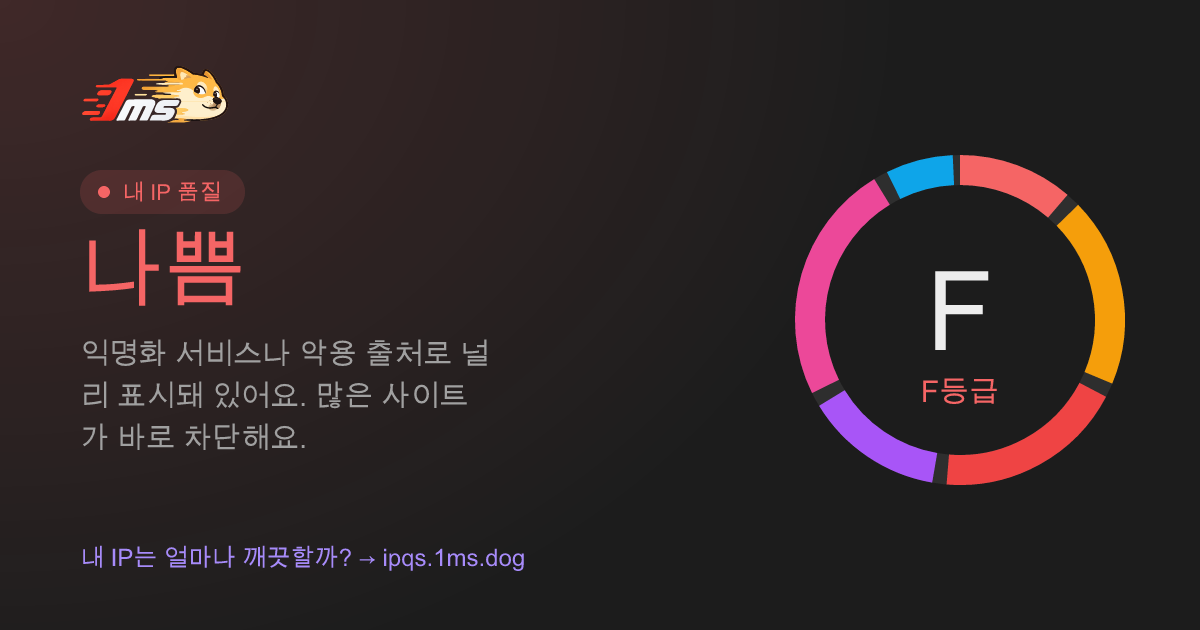 1ms
내 IP 품질
나쁨
익명화 서비스나 악용 출처로 널
리 표시돼 있어요. 많은 사이트
가 바로 차단해요.
내 IP는 얼마나 깨끗할까? → ipqs.1ms.dog
F
F등급